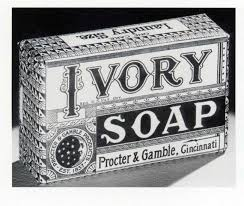 Laundry Size.
IVORY
SOAP
Procter & Gamble, Cincinnati